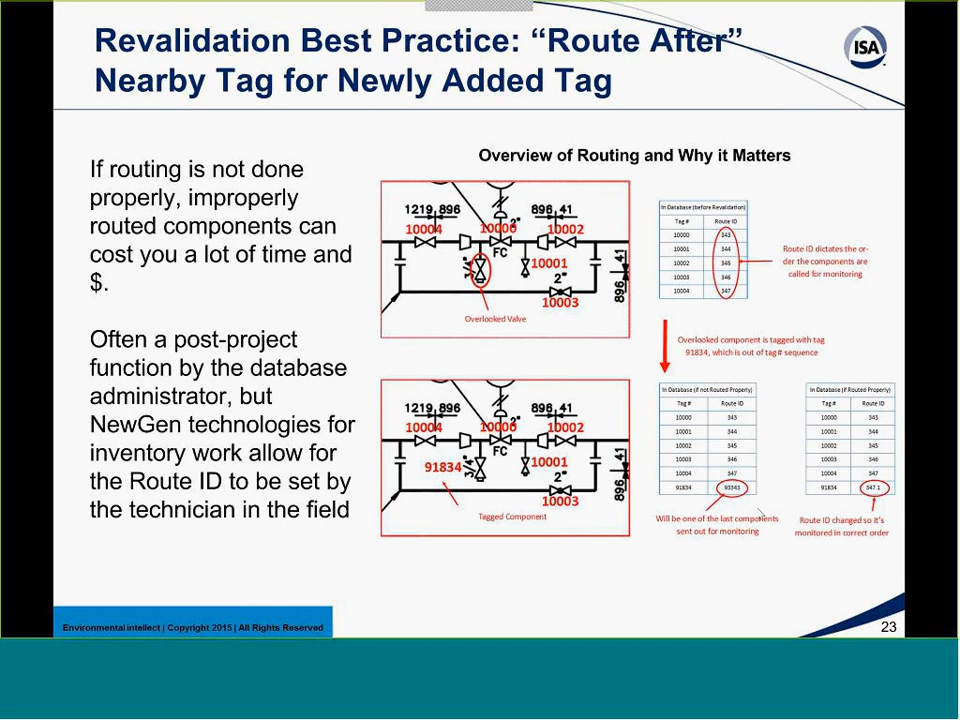 Revalidation Best Practice: “Route After”
Nearby Tag for Newly Added Tag
ISA
If routing is not done
properly, improperly
routed components can
cost you a lot of time and
$.
Often a post-project
function by the database
administrator, but
NewGen technologies for
inventory work allow for
the Route ID to be set by
the technician in the field
Overview of Routing and Why it Matters
1219 896
896 41
10004
10000
2"
10002
FC
3/4"
10001
2"
896 41
10003
Overlooked Valve
In Database (before Revalidation)
Tag # Route ID
10000 343
10001 344
10002 345
10003 346
10004 347
Route ID dictates the or-
der the components are
called for monitoring
Overlooked component is tagged with tag
91834, which is out of tag# sequence
1219 896
896 41
10004
10000
2"
10002
FC
91834
3/4"
10001
2"
896 41
10003
Tagged Component
In Database (if not Routed Properly)
Tag # Route ID
10000 343
10001 344
10002 345
10003 346
10004 347
91834 93343
Will be one of the last components
sent out for monitoring
In Database (if Routed Properly)
Tag # Route ID
10000 343
10001 344
10002 345
10003 346
10004 347
91834 347.1
Route ID changed so it's
monitored in correct order
Environmental intellect | Copyright 2015 | All Rights Reserved
23